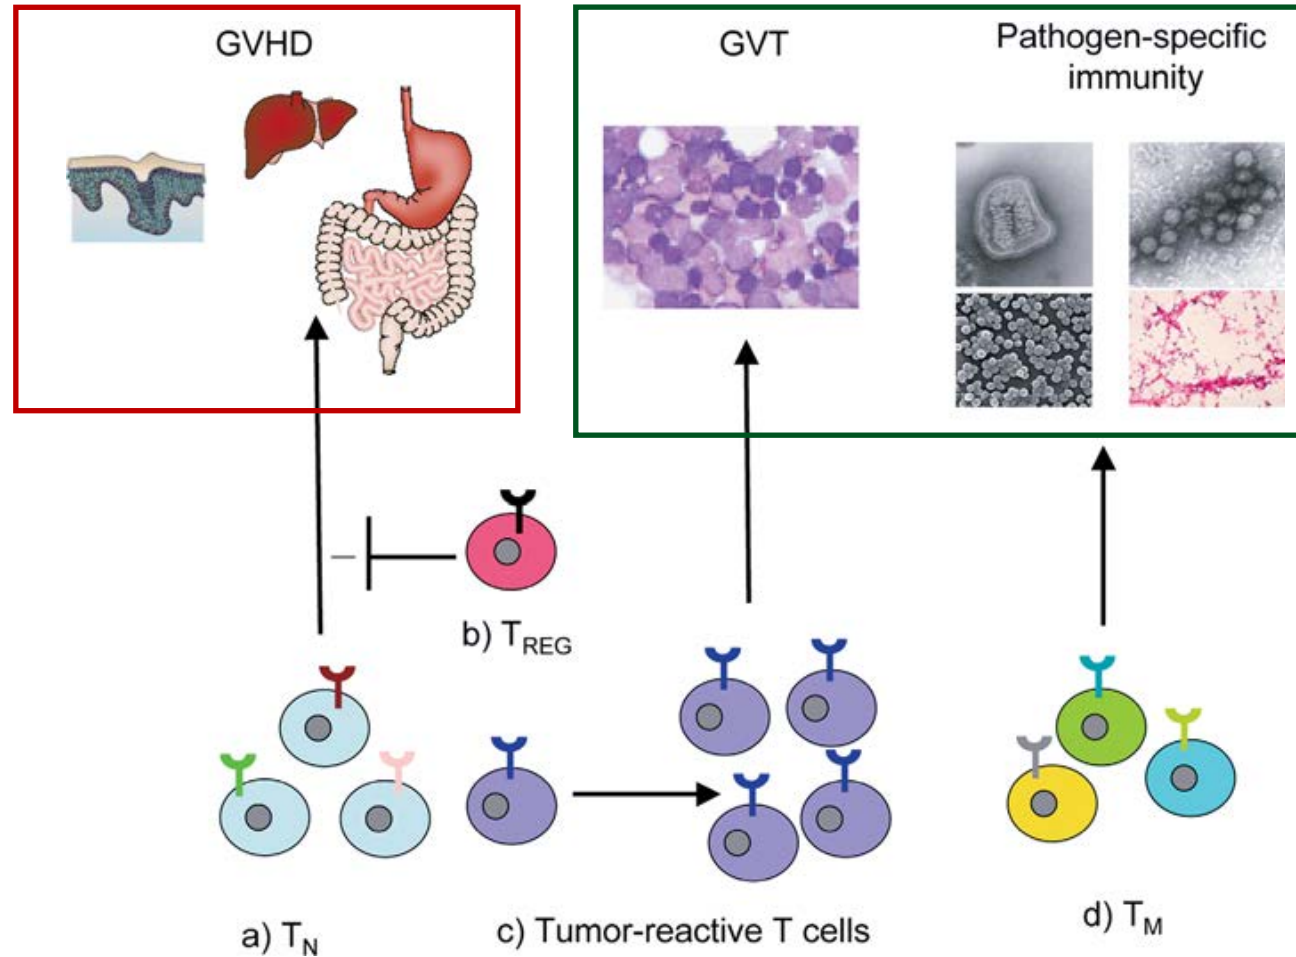 GVHD
GVT
Pathogen-specific
immunity
b) TREG
a) TN
c) Tumor-reactive T cells
d) TM